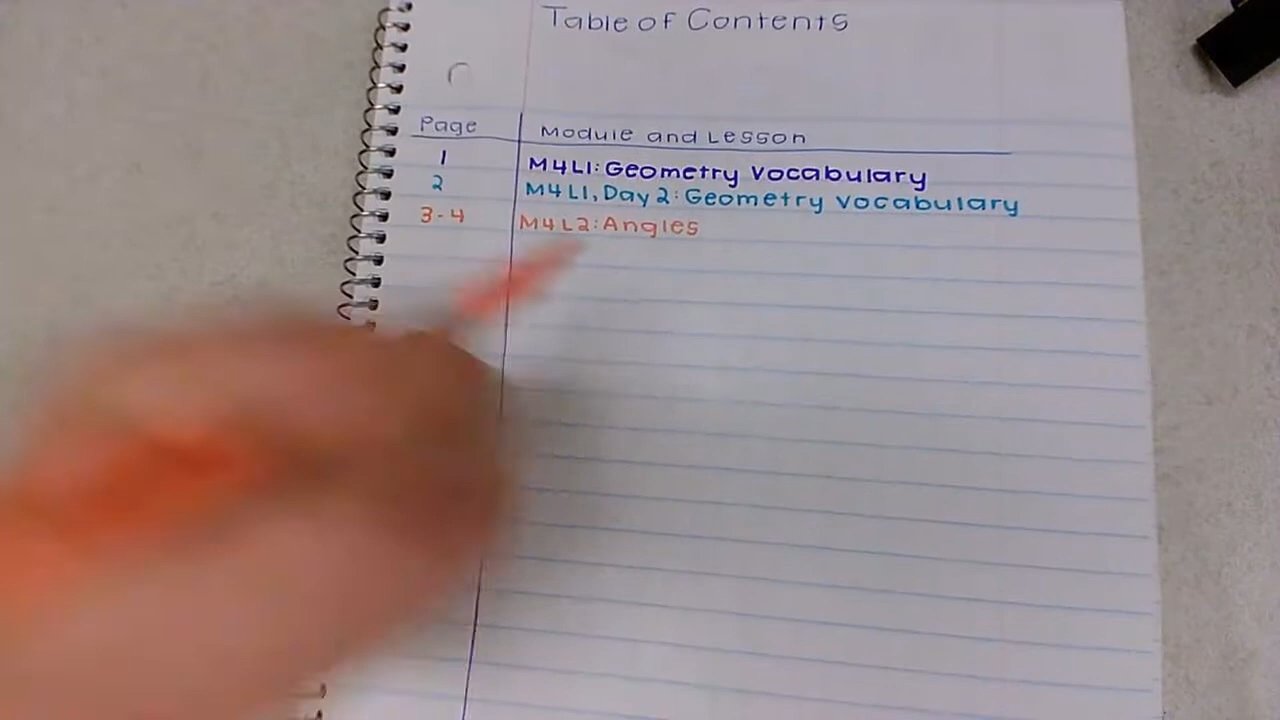 Table of Contents
Page Module and Lesson
1 M4L1: Geometry Vocabulary
2 M4L1, Day 2: Geometry Vocabulary
3-4 M4L2: Angles